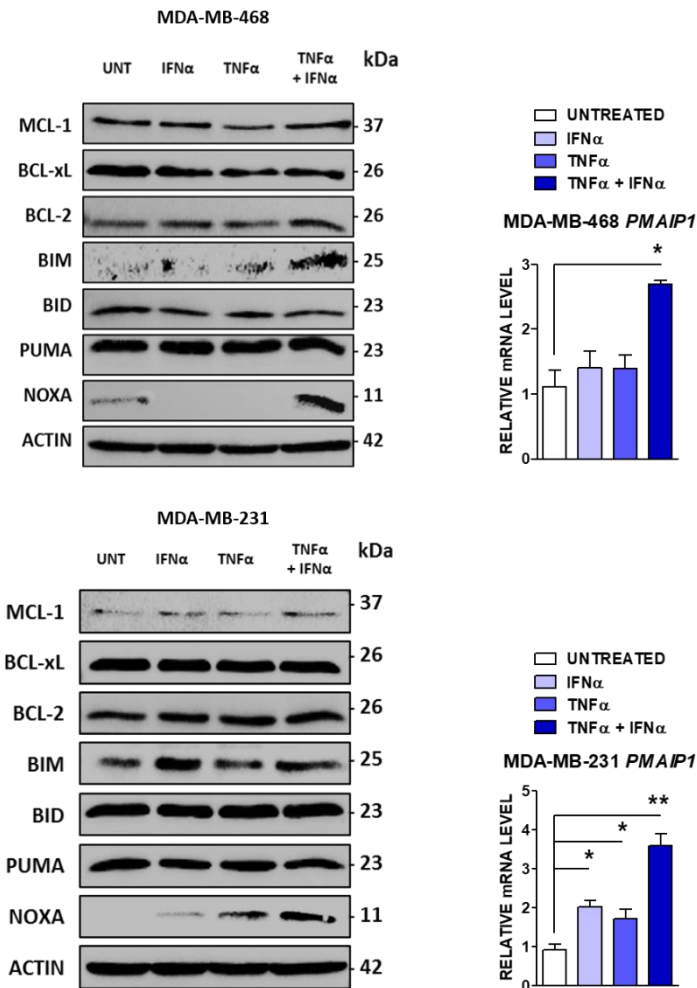 MDA-MB-468
UNT IFNα TNFα TNFα + IFNα kDa
MCL-1 37
BCL-xL 26
BCL-2 26
BIM 25
BID 23
PUMA 23
NOXA 11
ACTIN 42
UNTREATED
IFNα
TNFα
TNFα + IFNα
MDA-MB-468 PMAIP1
RELATIVE mRNA LEVEL
3
2
1
0
*
MDA-MB-231
UNT IFNα TNFα TNFα + IFNα kDa
MCL-1 37
BCL-xL 26
BCL-2 26
BIM 25
BID 23
PUMA 23
NOXA 11
ACTIN 42
UNTREATED
IFNα
TNFα
TNFα + IFNα
MDA-MB-231 PMAIP1
RELATIVE mRNA LEVEL
5
4
3
2
1
0
*
*
**